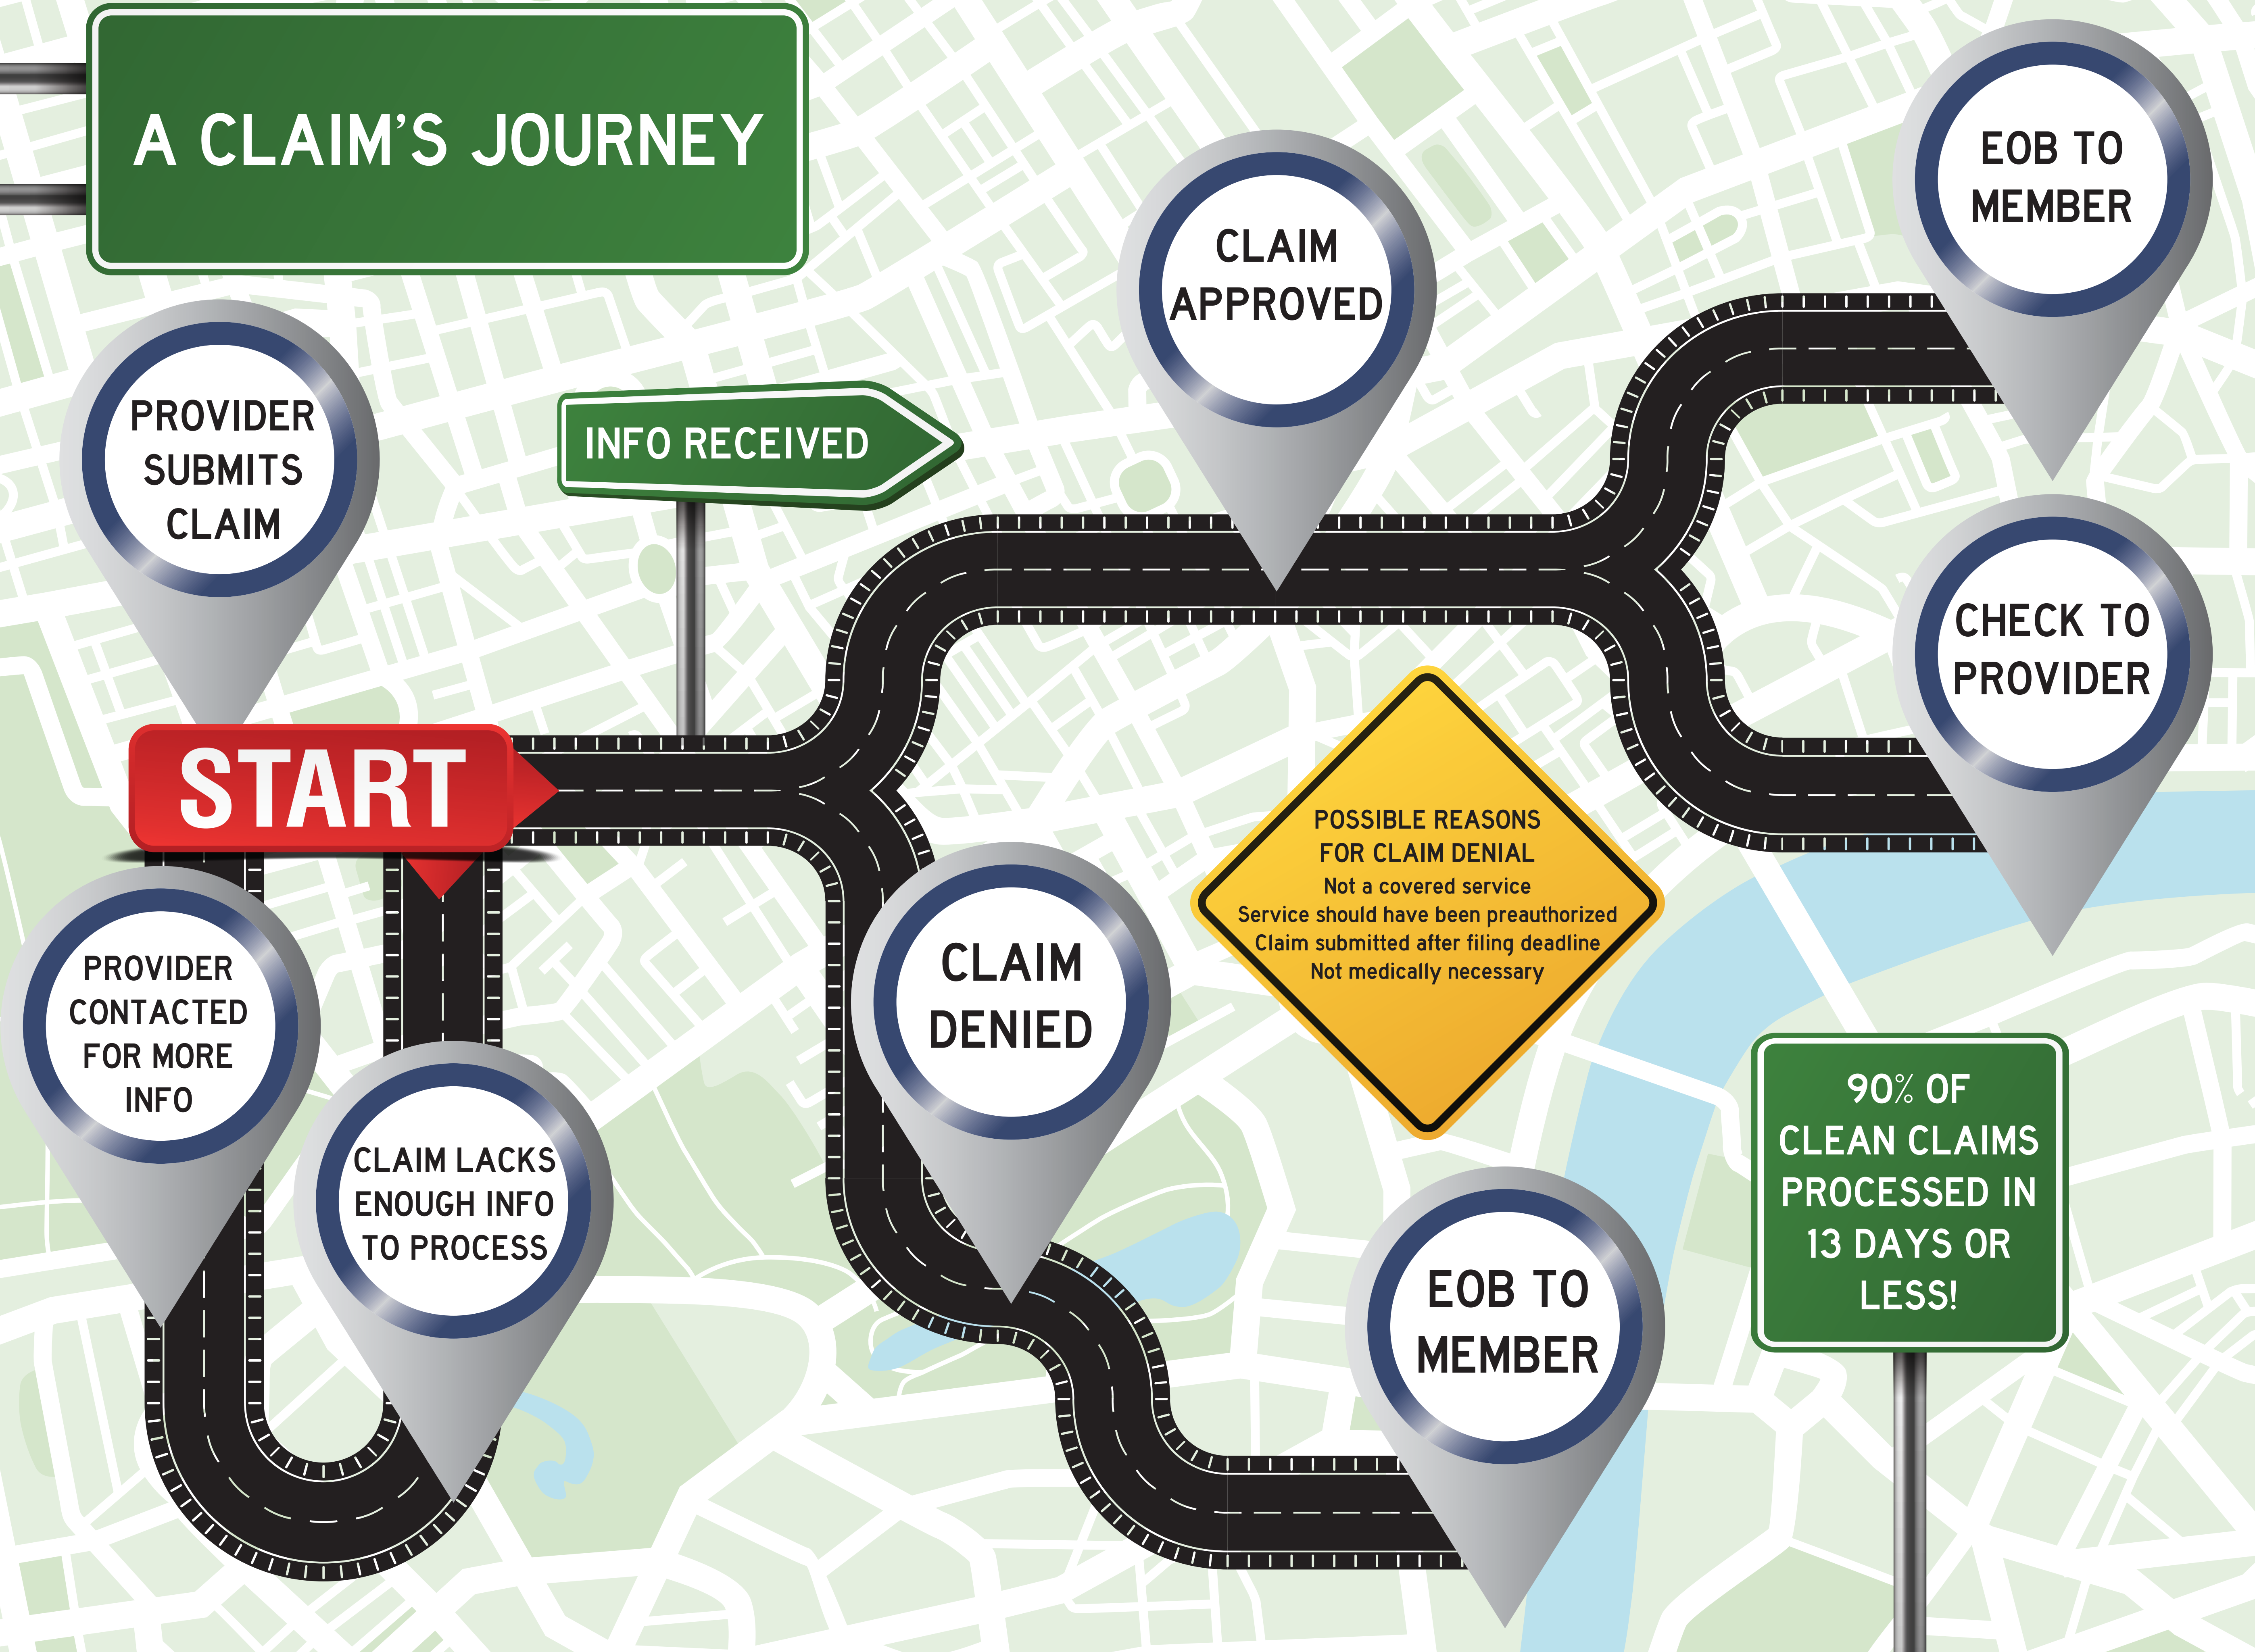 A CLAIM'S JOURNEY
PROVIDER
SUBMITS
CLAIM
START
INFO RECEIVED
CLAIM
APPROVED
EOB TO
MEMBER
CHECK TO
PROVIDER
PROVIDER
CONTACTED
FOR MORE
INFO
CLAIM LACKS
ENOUGH INFO
TO PROCESS
CLAIM
DENIED
POSSIBLE REASONS
FOR CLAIM DENIAL
Not a covered service
Service should have been preauthorized
Claim submitted after filing deadline
Not medically necessary
EOB TO
MEMBER
90% OF
CLEAN CLAIMS
PROCESSED IN
13 DAYS OR
LESS!